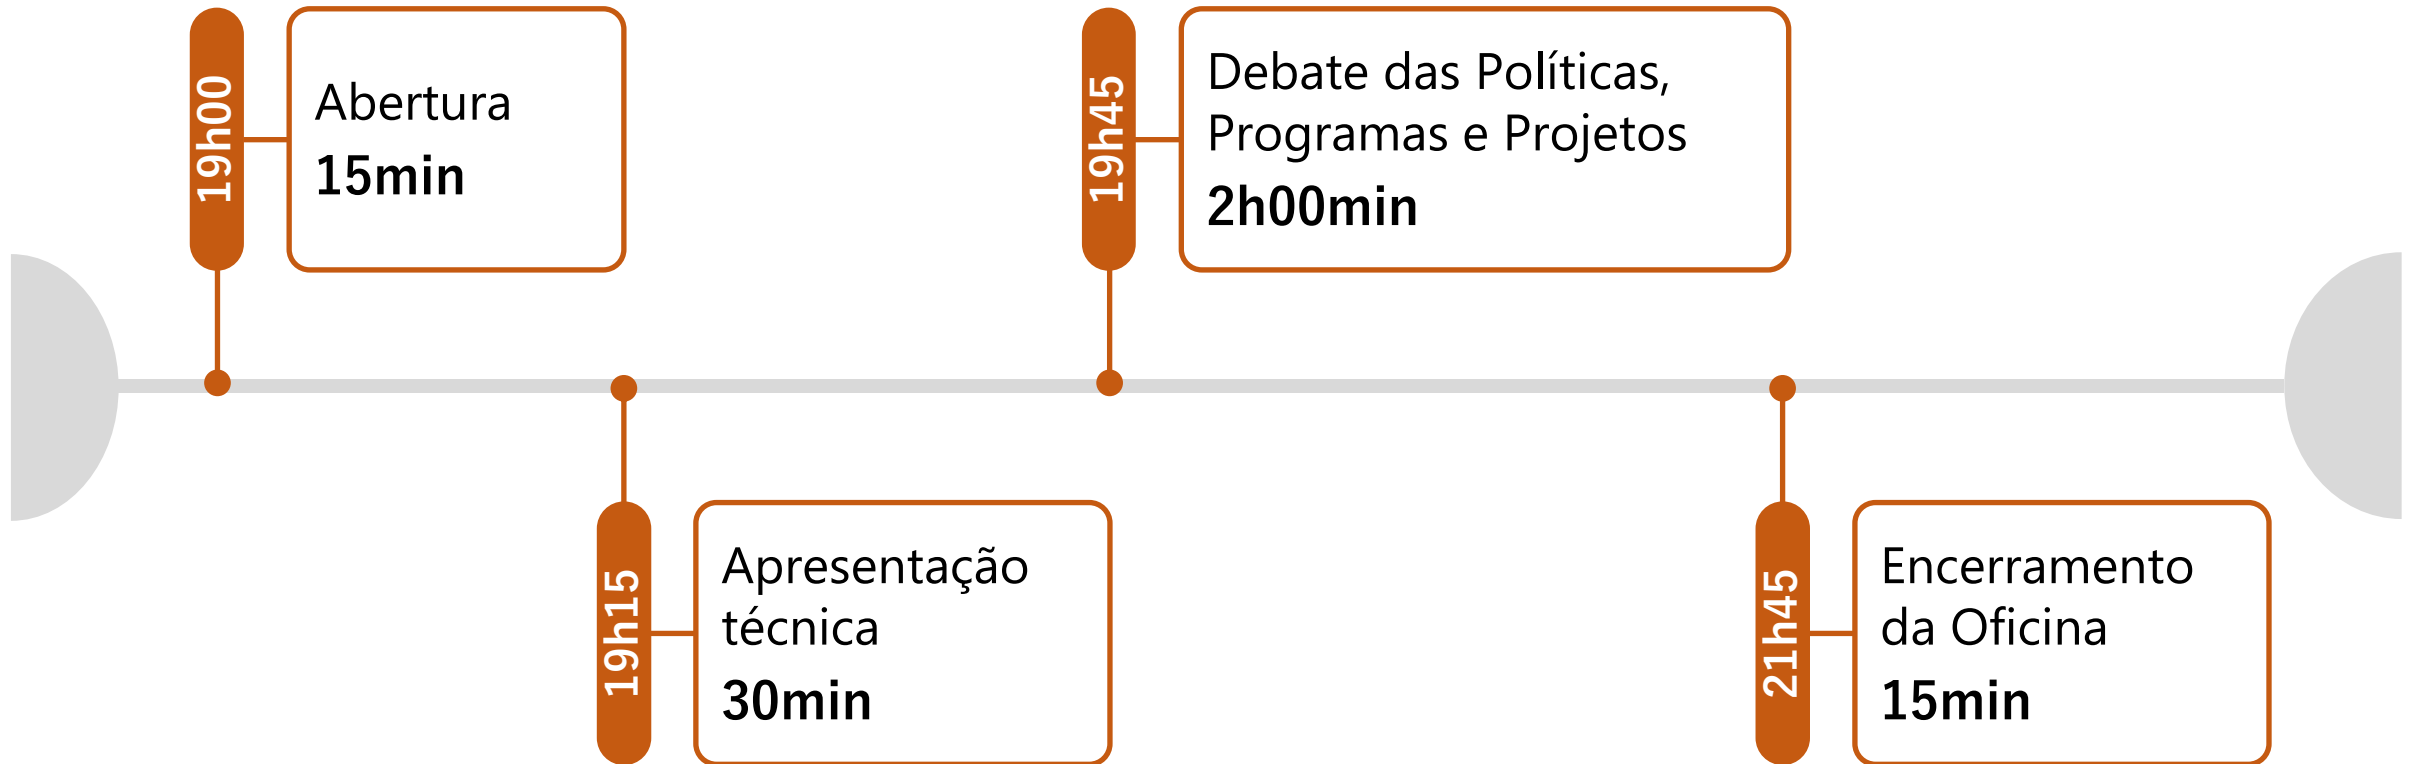 19h00
Abertura
15min
19h15
Apresentação
técnica
30min
19h45
Debate das Políticas,
Programas e Projetos
2h00min
21h45
Encerramento
da Oficina
15min